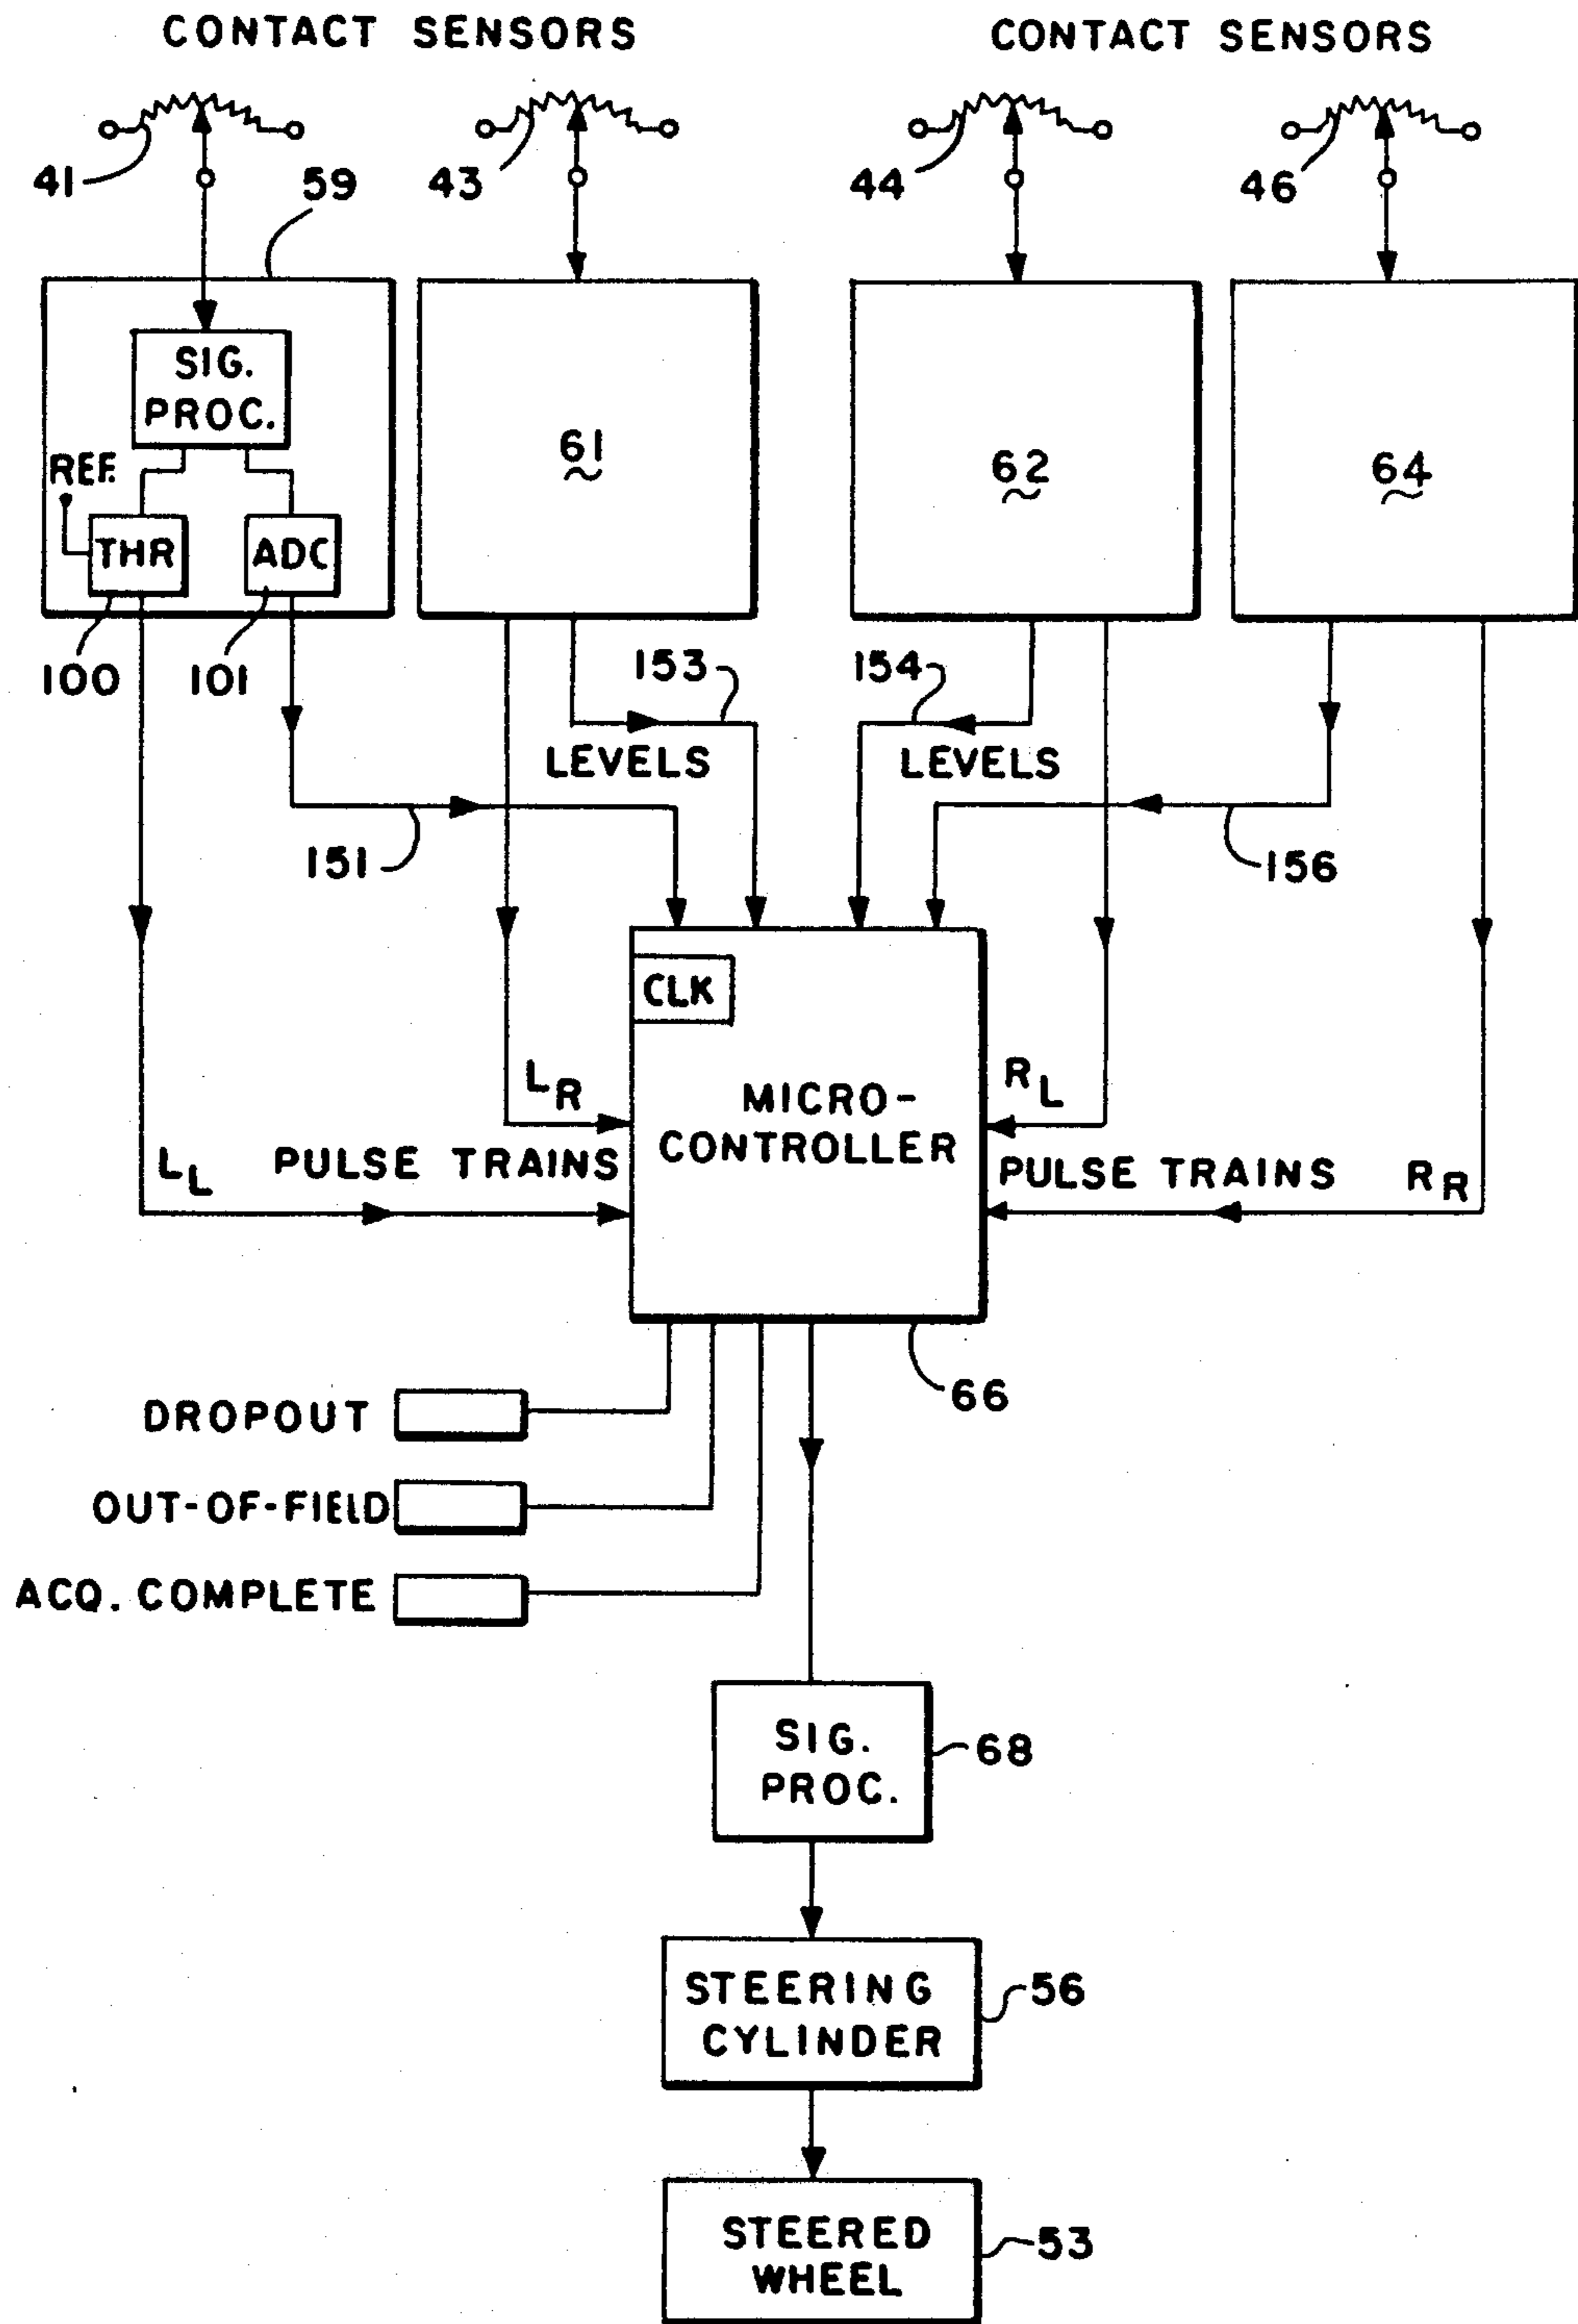 CONTACT SENSORS
CONTACT SENSORS
41
59
43
44
46
SIG.
PROC.
REF.
THR
ADC
61
62
64
100
101
153
154
LEVELS
LEVELS
151
156
CLK
MICRO-
CONTROLLER
LR
RL
LL
PULSE TRAINS
PULSE TRAINS
RR
66
DROPOUT
OUT-OF-FIELD
ACQ. COMPLETE
SIG.
PROC.
68
STEERING
CYLINDER
56
STEERED
WHEEL
53